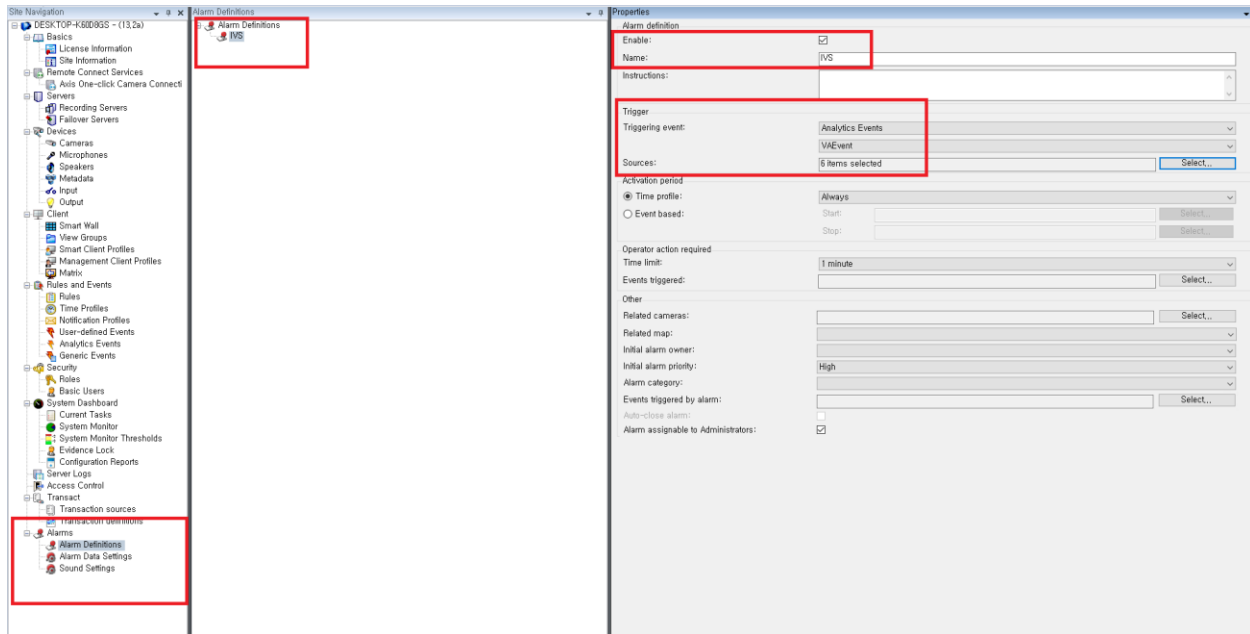 Site Navigation
DESKTOP-K60D8GS - (13,2a)
Basics
License Information
Site Information
Remote Connect Services
Axis One-click Camera Connecti
Servers
Recording Servers
Failover Servers
Devices
Cameras
Microphones
Speakers
Metadata
Input
Output
Client
Smart Wall
View Groups
Smart Client Profiles
Management Client Profiles
Matrix
Rules and Events
Rules
Time Profiles
Notification Profiles
User-defined Events
Analytics Events
Generic Events
Security
Roles
Basic Users
System Dashboard
Current Tasks
System Monitor
System Monitor Thresholds
Evidence Lock
Configuration Reports
Server Logs
Access Control
Transact
Transaction sources
Transaction definitions
Alarms
Alarm Definitions
Alarm Data Settings
Sound Settings
Alarm Definitions
Alarm Definitions
IVS
Properties
Alarm definition
Enable:
Name: IVS
Instructions:
Trigger
Triggering event: Analytics Events
VAEvent
Sources: 6 items selected Select,,,
Activation period
Time profile: Always
Event based: Start: Select,,,
Stop: Select,,,
Operator action required
Time limit: 1 minute
Events triggered: Select,,,
Other
Related cameras: Select,,,
Related map:
Initial alarm owner:
Initial alarm priority: High
Alarm category:
Events triggered by alarm: Select,,,
Auto-close alarm:
Alarm assignable to Administrators: